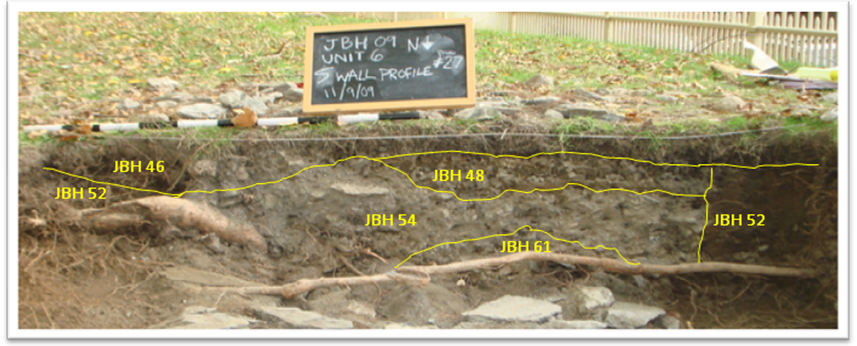 JBH 09 N↓
UNIT 6
#27
S WALL PROFILE
11/9/09
JBH 46
JBH 48
JBH 52
JBH 54
JBH 52
JBH 61